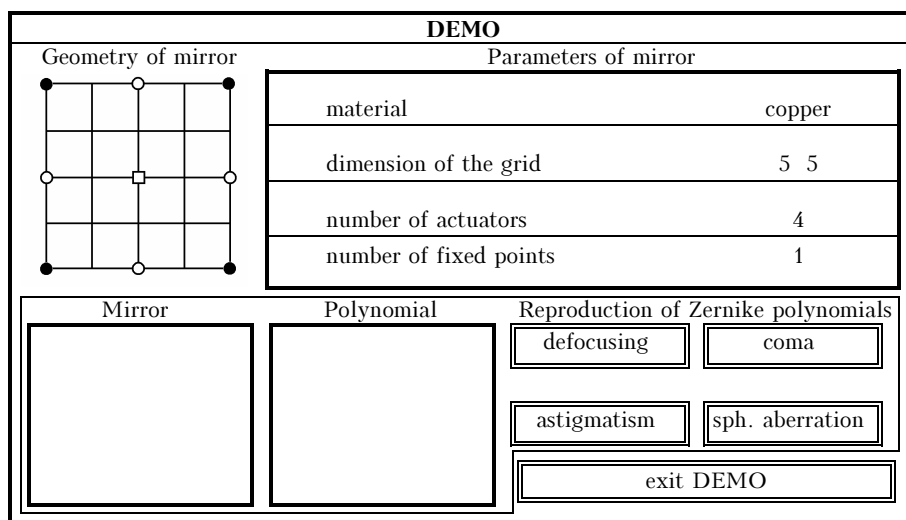 DEMO
Geometry of mirror
Parameters of mirror
material copper
dimension of the grid 5 5
number of actuators 4
number of fixed points 1
Mirror
Polynomial
Reproduction of Zernike polynomials
defocusing
coma
astigmatism
sph. aberration
exit DEMO